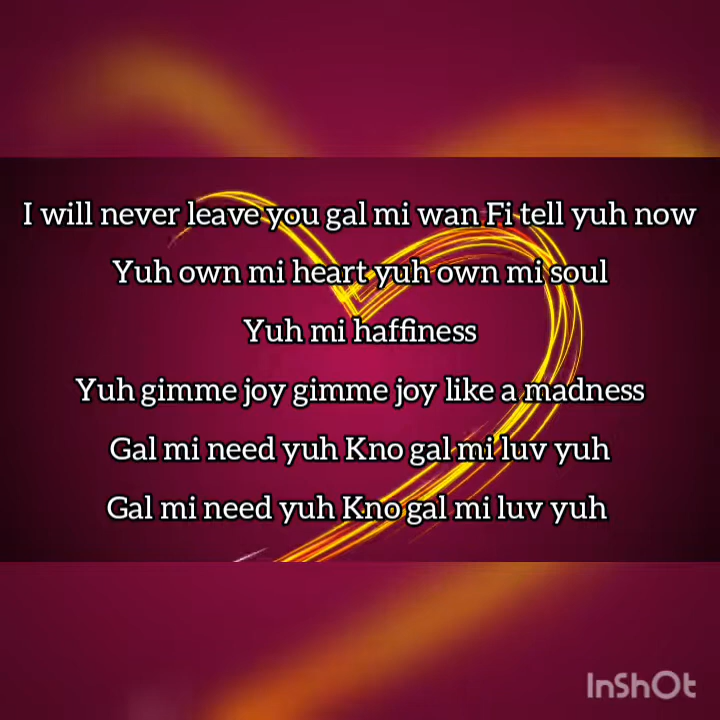 I will never leave you gal mi wan Fi tell yuh now
Yuh own mi heart yuh own mi soul
Yuh mi haffiness
Yuh gimme joy gimme joy like a madness
Gal mi need yuh Kno gal mi luv yuh
Gal mi need yuh Kno gal mi luv yuh
InShOt